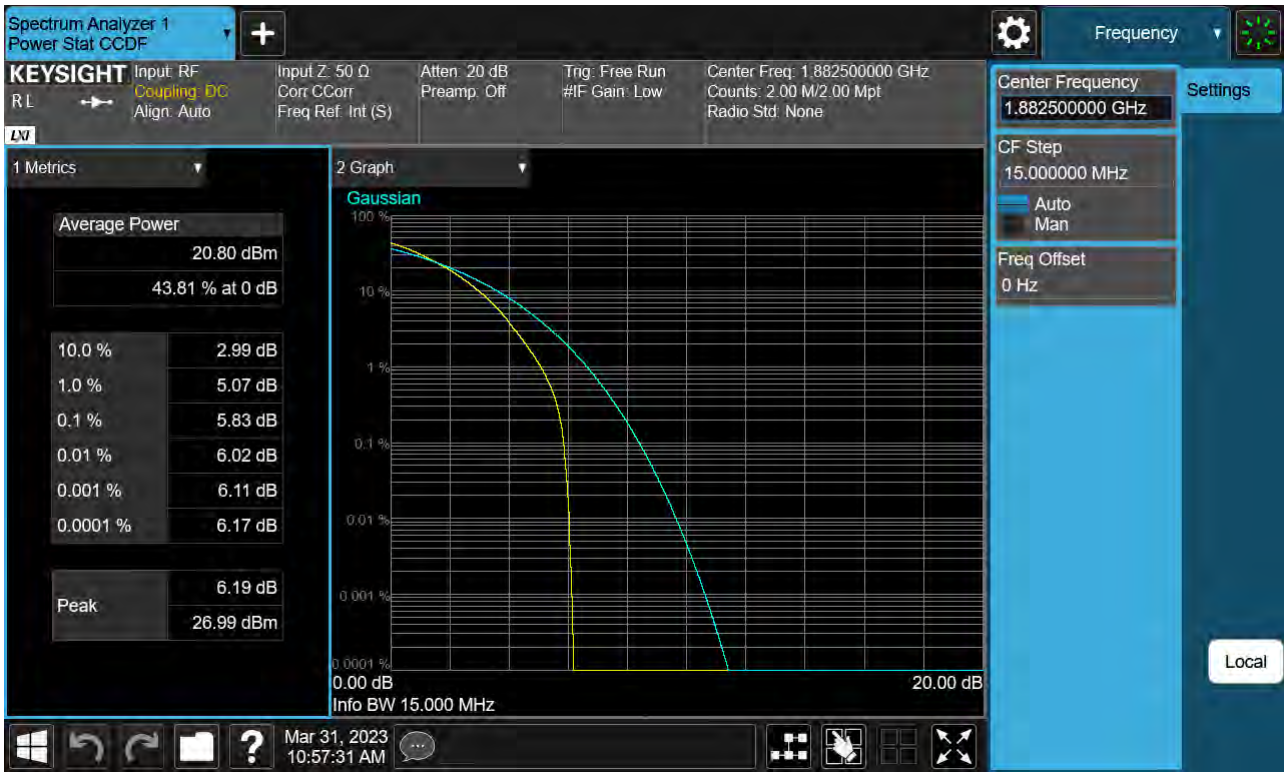 Spectrum Analyzer 1
Power Stat CCDF
Frequency
KEYSIGHT
RL
LXI
Input: RF
Coupling: DC
Align: Auto
Input Z: 50 Ω
Corr CCorr
Freq Ref: Int (S)
Atten: 20 dB
Preamp: Off
Trig: Free Run
#IF Gain: Low
Center Freq: 1.882500000 GHz
Counts: 2.00 M/2.00 Mpt
Radio Std: None
1 Metrics
Average Power
20.80 dBm
43.81 % at 0 dB
10.0 % 2.99 dB
1.0 % 5.07 dB
0.1 % 5.83 dB
0.01 % 6.02 dB
0.001 % 6.11 dB
0.0001 % 6.17 dB
Peak
6.19 dB
26.99 dBm
2 Graph
Gaussian
100 %
10 %
1 %
0.1 %
0.01 %
0.001 %
0.0001 %
0.00 dB
20.00 dB
Info BW 15.000 MHz
Center Frequency
1.882500000 GHz
CF Step
15.000000 MHz
Auto
Man
Freq Offset
0 Hz
Settings
Local
?
Mar 31, 2023
10:57:31 AM